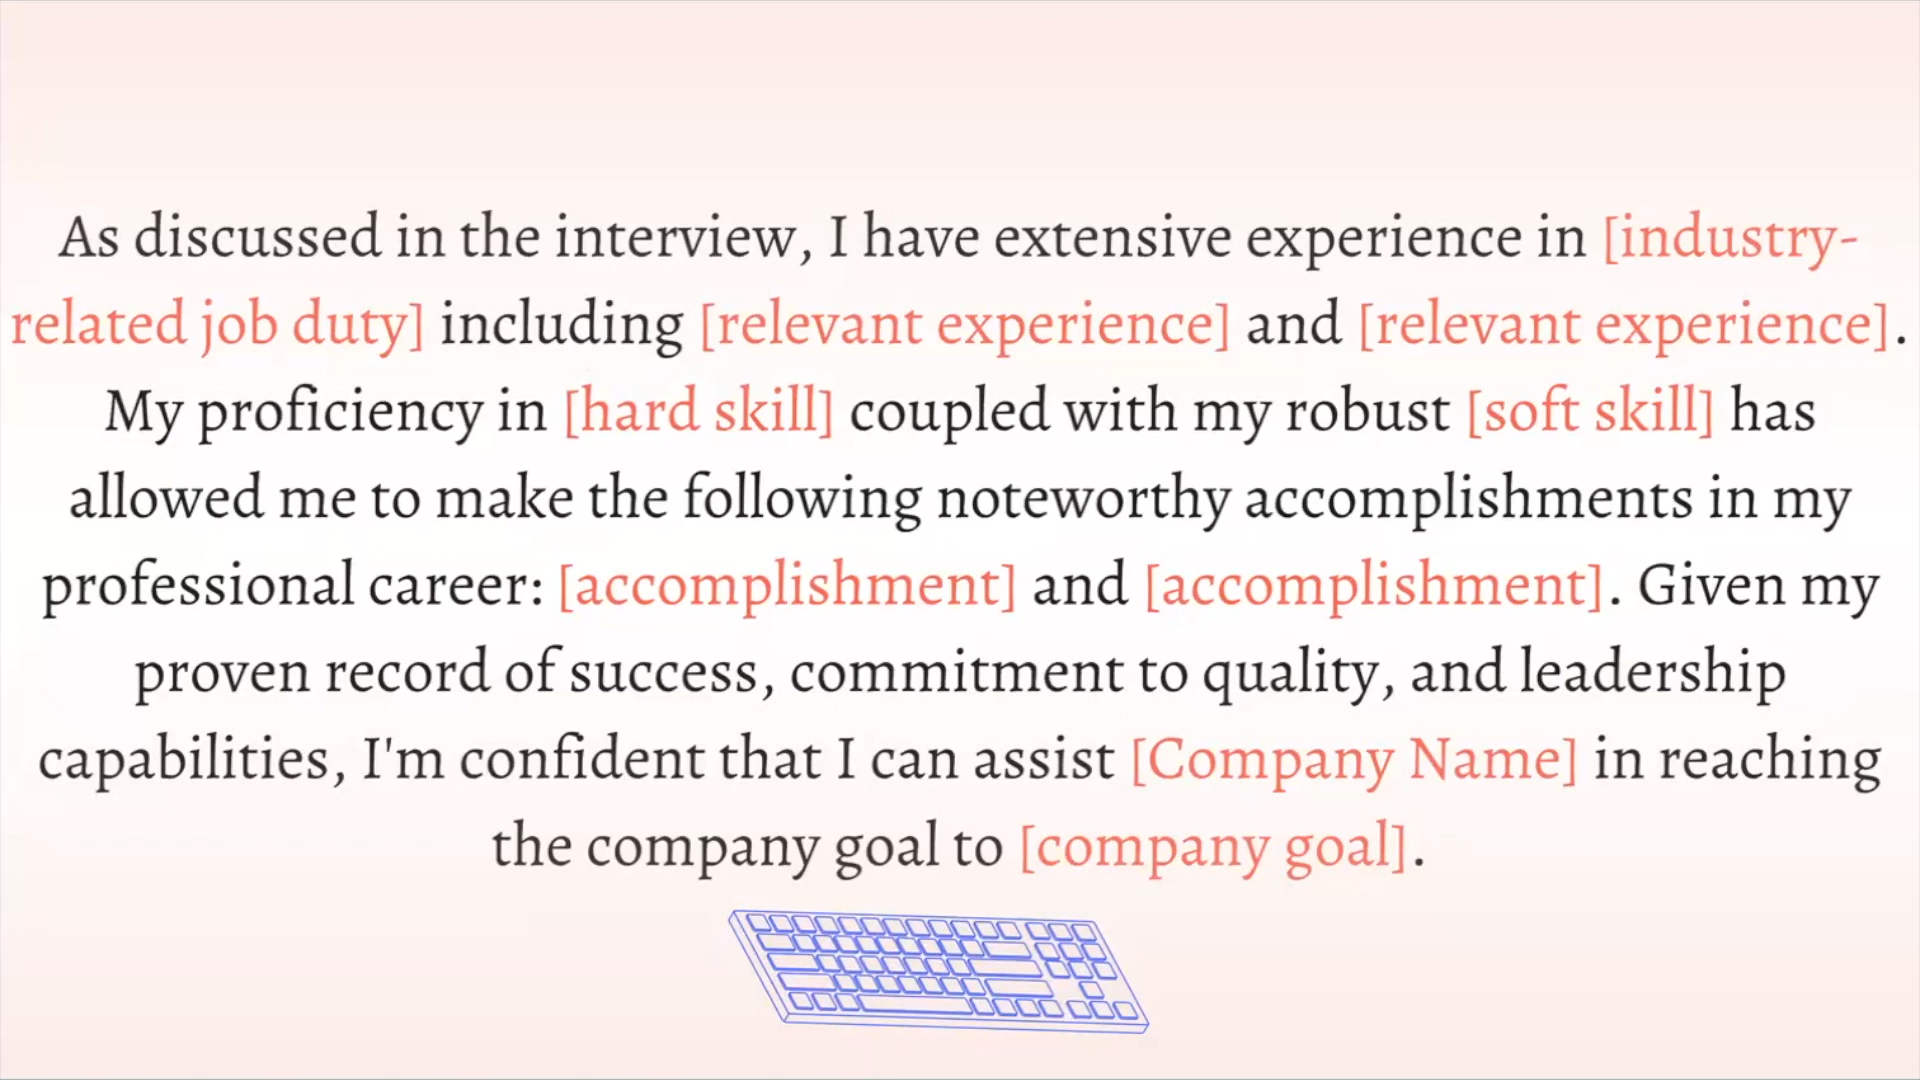 As discussed in the interview, I have extensive experience in [industry-
related job duty] including [relevant experience] and [relevant experience].
My proficiency in [hard skill] coupled with my robust [soft skill] has
allowed me to make the following noteworthy accomplishments in my
professional career: [accomplishment] and [accomplishment]. Given my
proven record of success, commitment to quality, and leadership
capabilities, I'm confident that I can assist [Company Name] in reaching
the company goal to [company goal].